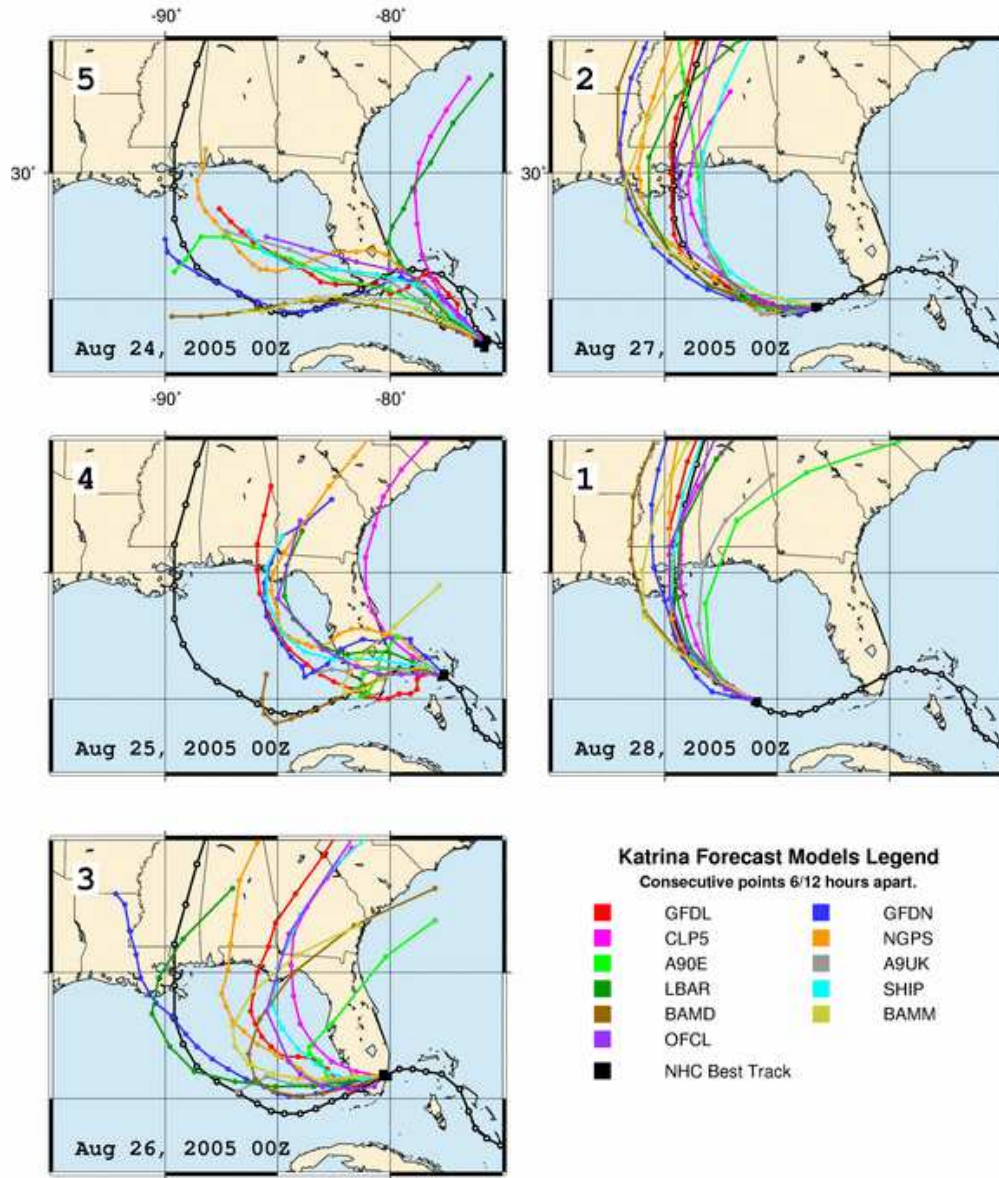 -90° -80°
5
30°
Aug 24, 2005 00Z
-90° -80°
2
30°
Aug 27, 2005 00Z
4
Aug 25, 2005 00Z
1
Aug 28, 2005 00Z
3
Aug 26, 2005 00Z
Katrina Forecast Models Legend
Consecutive points 6/12 hours apart.
GFDL GFDN
CLP5 NGPS
A90E A9UK
LBAR SHIP
BAMD BAMM
OFCL
NHC Best Track